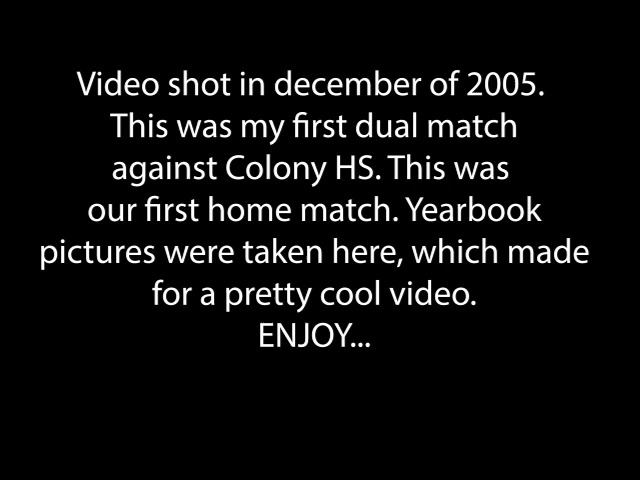 Video shot in december of 2005.
This was my first dual match
against Colony HS. This was
our first home match. Yearbook
pictures were taken here, which made
for a pretty cool video.
ENJOY...